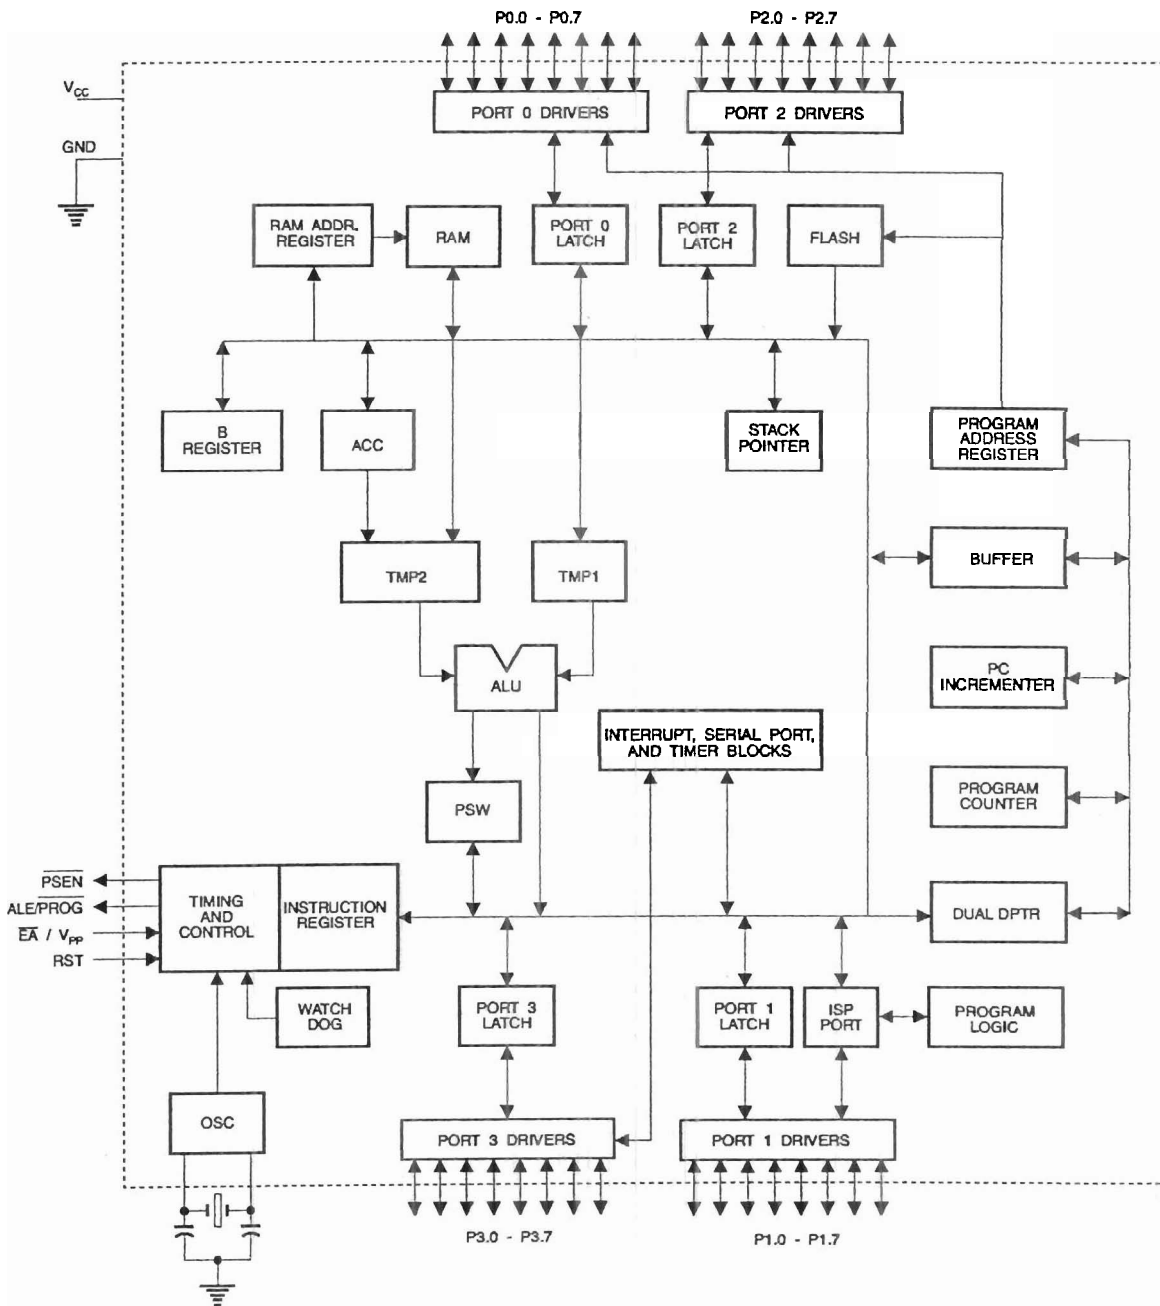 P0.0 - P0.7
P2.0 - P2.7
VCC
PORT 0 DRIVERS
PORT 2 DRIVERS
GND
RAM ADDR.
REGISTER
RAM
PORT 0
LATCH
PORT 2
LATCH
FLASH
B
REGISTER
ACC
STACK
POINTER
PROGRAM
ADDRESS
REGISTER
BUFFER
TMP2
TMP1
ALU
PC
INCREMENTER
INTERRUPT, SERIAL PORT,
AND TIMER BLOCKS
PSW
PROGRAM
COUNTER
PSEN
ALE/PROG
EA / VPP
RST
TIMING
AND
CONTROL
INSTRUCTION
REGISTER
DUAL DPTR
WATCH
DOG
PORT 3
LATCH
PORT 1
LATCH
ISP
PORT
PROGRAM
LOGIC
OSC
PORT 3 DRIVERS
PORT 1 DRIVERS
P3.0 - P3.7
P1.0 - P1.7